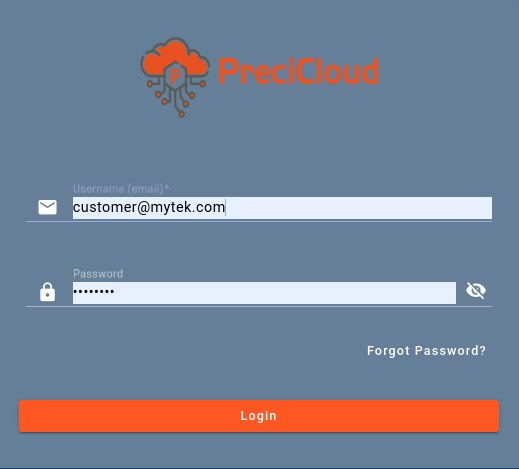 P
PreciCloud
Username (email)*
customer@mytek.com
Password
••••••••
Forgot Password?
Login